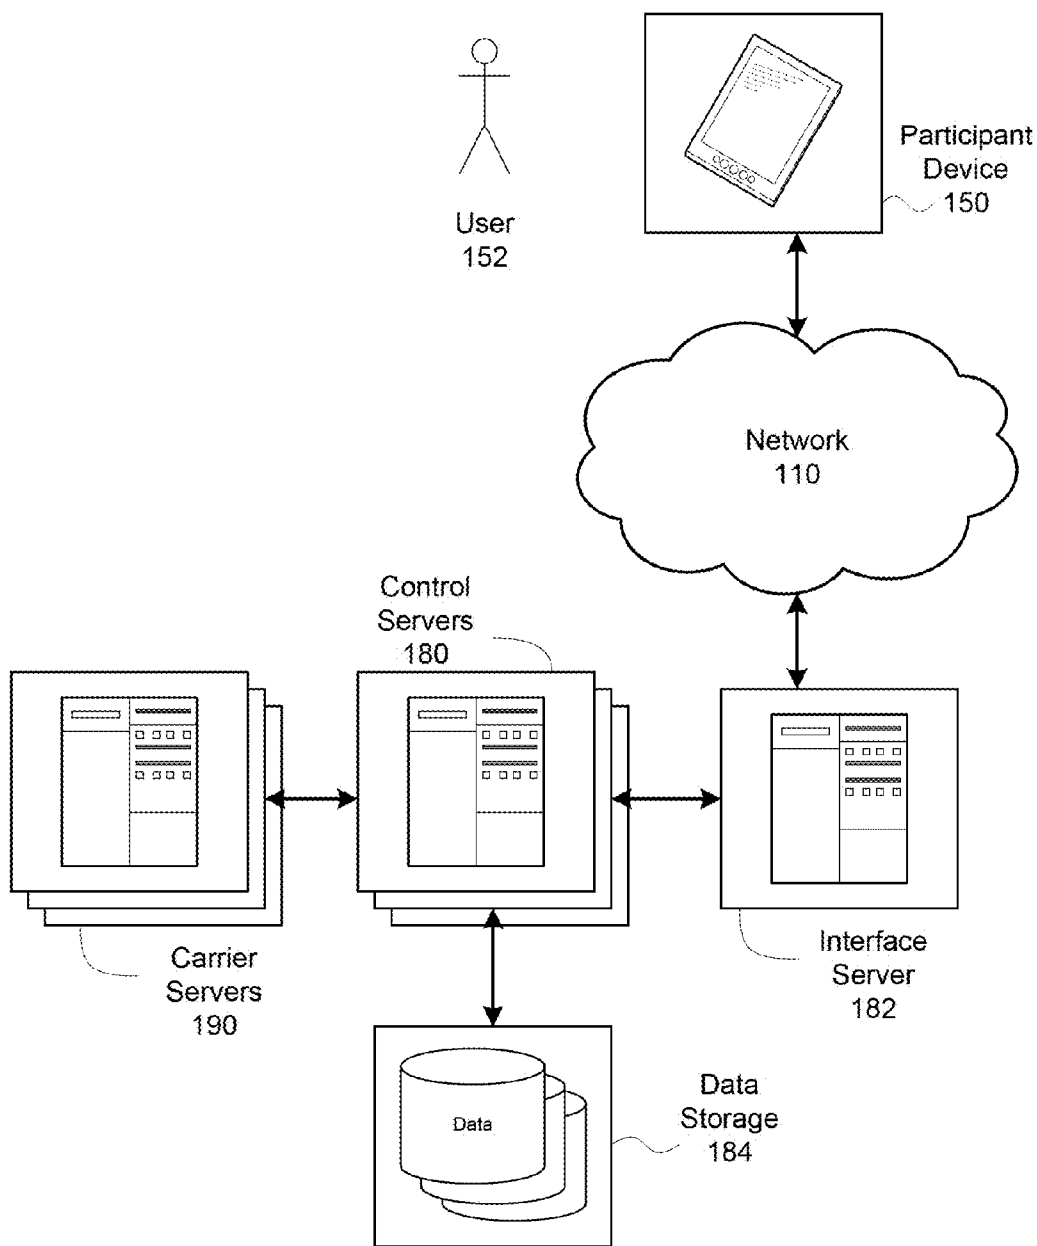 Participant
Device
150
User
152
Network
110
Control
Servers
180
Carrier
Servers
190
Interface
Server
182
Data
Data
Storage
184